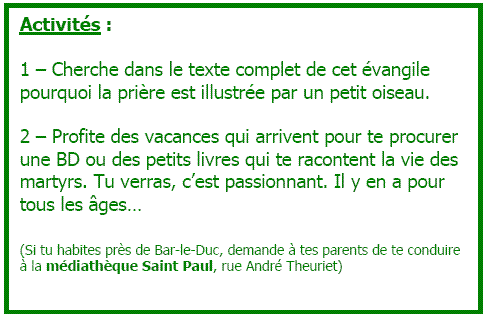 Activités :
1 – Cherche dans le texte complet de cet évangile
pourquoi la prière est illustrée par un petit oiseau.
2 – Profite des vacances qui arrivent pour te procurer
une BD ou des petits livres qui te racontent la vie des
martyrs. Tu verras, c’est passionnant. Il y en a pour
tous les âges…
(Si tu habites près de Bar-le-Duc, demande à tes parents de te conduire
à la médiathèque Saint Paul, rue André Theuriet)